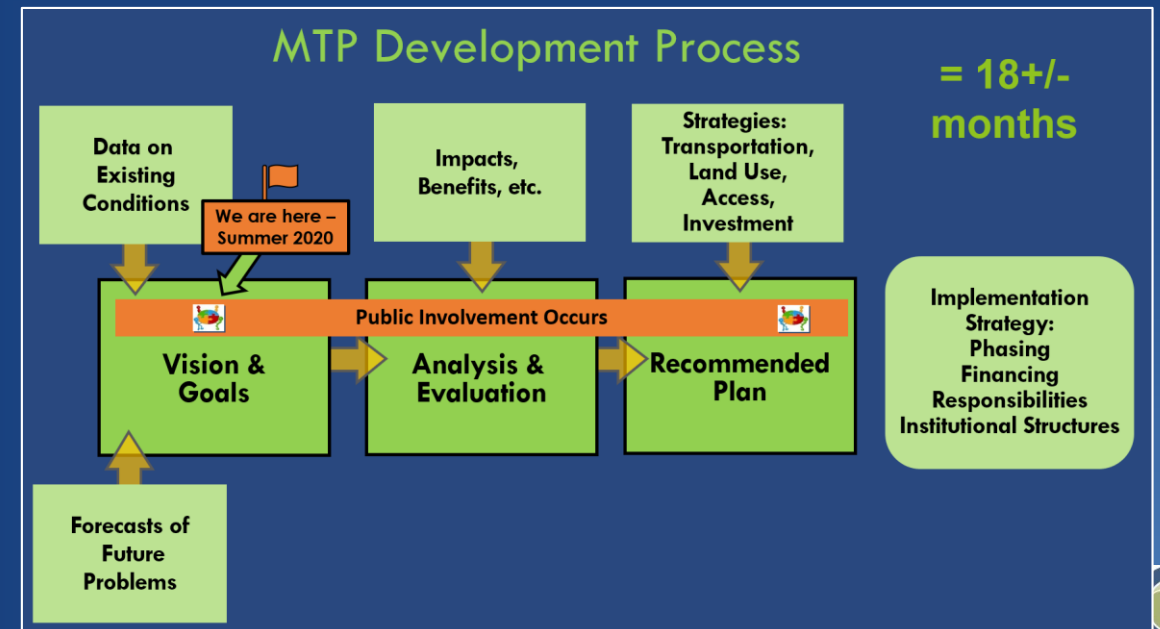 MTP Development Process
= 18+/-
months
Data on
Existing
Conditions
We are here –
Summer 2020
Impacts,
Benefits, etc.
Strategies:
Transportation,
Land Use,
Access,
Investment
Public Involvement Occurs
Vision &
Goals
Analysis &
Evaluation
Recommended
Plan
Implementation
Strategy:
Phasing
Financing
Responsibilities
Institutional Structures
Forecasts of
Future
Problems